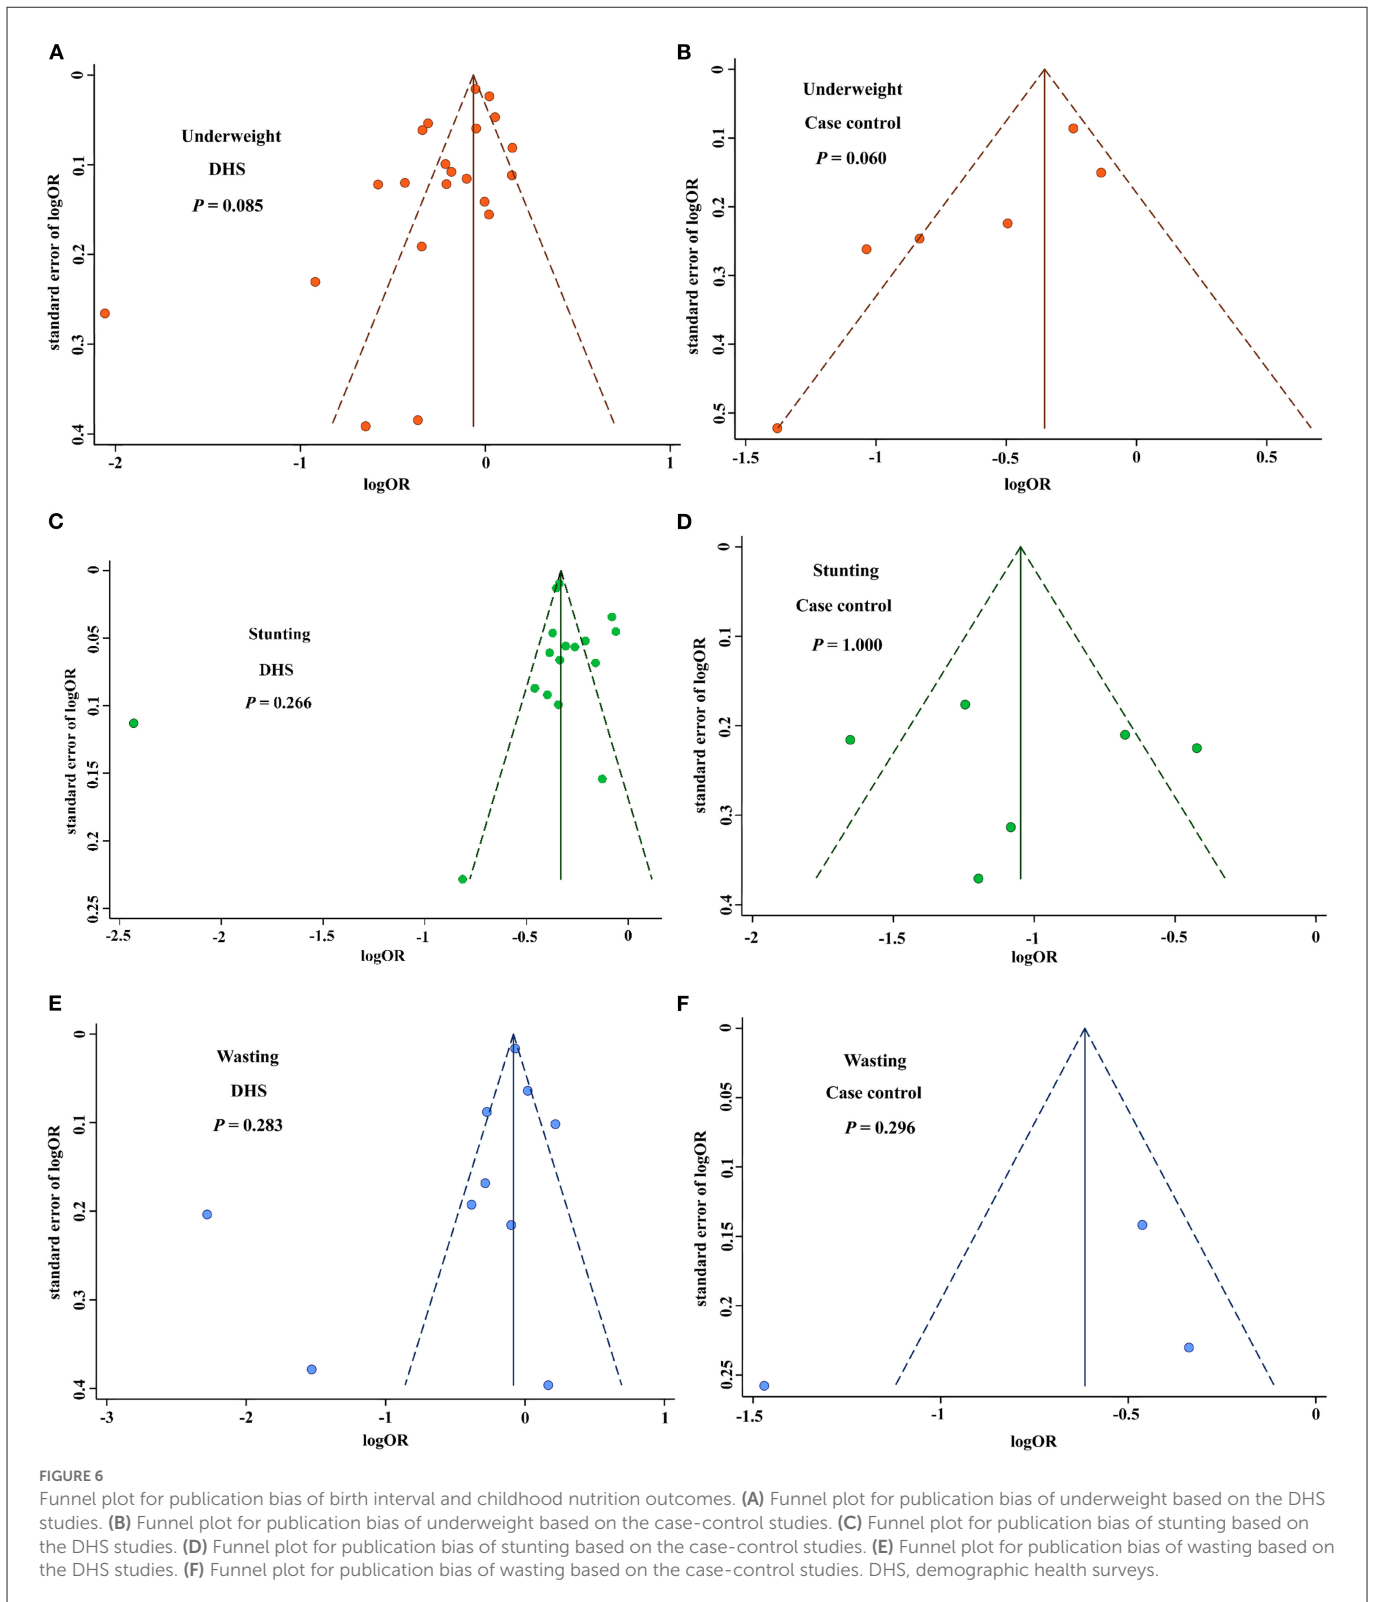 A
Underweight
DHS
P = 0.085
standard error of logOR
0
0.1
0.2
0.3
0.4
-2
-1
0
1
logOR
B
Underweight
Case control
P = 0.060
standard error of logOR
0
0.1
0.2
0.3
0.4
0.5
-1.5
-1
-0.5
0
0.5
logOR
C
Stunting
DHS
P = 0.266
standard error of logOR
0
0.05
0.1
0.15
0.2
0.25
-2.5
-2
-1.5
-1
-0.5
0
logOR
D
Stunting
Case control
P = 1.000
standard error of logOR
0
0.1
0.2
0.3
0.4
-2
-1.5
-1
-0.5
0
logOR
E
Wasting
DHS
P = 0.283
standard error of logOR
0
0.1
0.2
0.3
0.4
-3
-2
-1
0
1
logOR
F
Wasting
Case control
P = 0.296
standard error of logOR
0
0.05
0.1
0.15
0.2
0.25
-1.5
-1
-0.5
0
logOR
FIGURE 6
Funnel plot for publication bias of birth interval and childhood nutrition outcomes. (A) Funnel plot for publication bias of underweight based on the DHS
studies. (B) Funnel plot for publication bias of underweight based on the case-control studies. (C) Funnel plot for publication bias of stunting based on
the DHS studies. (D) Funnel plot for publication bias of stunting based on the case-control studies. (E) Funnel plot for publication bias of wasting based on
the DHS studies. (F) Funnel plot for publication bias of wasting based on the case-control studies. DHS, demographic health surveys.